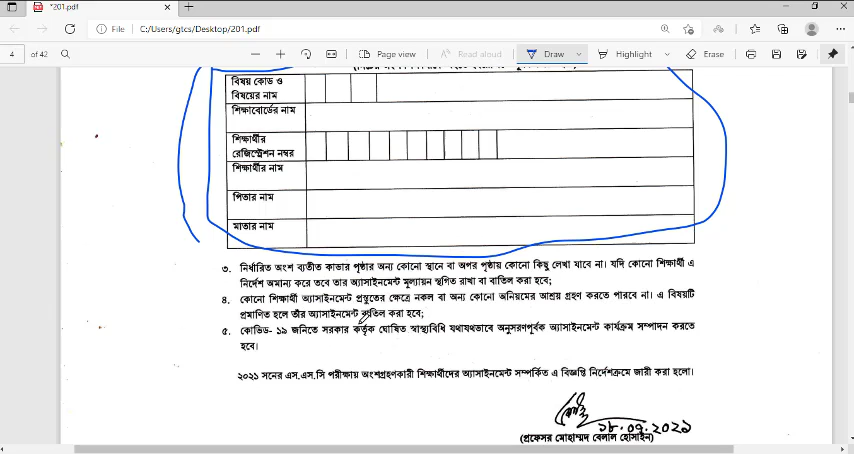 *201.pdf
File
C:/Users/gtcs/Desktop/201.pdf
4 of 42
Page view
Read aloud
Draw
Highlight
Erase
বিষয় কোড ও
বিষয়ের নাম
শিক্ষাবোর্ডের নাম
শিক্ষার্থীর
রেজিস্ট্রেশন নম্বর
শিক্ষার্থীর নাম
পিতার নাম
মাতার নাম
৩. নির্ধারিত অংশ ব্যতীত কাভার পৃষ্ঠার অন্য কোনো স্থানে বা অপর পৃষ্ঠায় কোনো কিছু লেখা যাবে না। যদি কোনো শিক্ষার্থী এ
নির্দেশ অমান্য করে তবে তার অ্যাসাইনমেন্ট মূল্যায়ন স্থগিত রাখা বা বাতিল করা হবে;
৪. কোনো শিক্ষার্থী অ্যাসাইনমেন্ট প্রস্তুতের ক্ষেত্রে নকল বা অন্য কোনো অনিয়মের আশ্রয় গ্রহণ করতে পারবে না। এ বিষয়টি
প্রমাণিত হলে তাঁর অ্যাসাইনমেন্ট বাতিল করা হবে;
৫. কোভিড- ১৯ জনিতে সরকার কর্তৃক ঘোষিত স্বাস্থ্যবিধি যথাযথভাবে অনুসরণপূর্বক অ্যাসাইনমেন্ট কার্যক্রম সম্পাদন করতে
হবে।
২০২১ সনের এস.এস.সি পরীক্ষায় অংশগ্রহণকারী শিক্ষার্থীদের অ্যাসাইনমেন্ট সম্পর্কিত এ বিজ্ঞপ্তি নির্দেশক্রমে জারী করা হলো।
১৮.০৭.২০২১
(প্রফেসর মোহাম্মদ বেলাল হোসাইন)